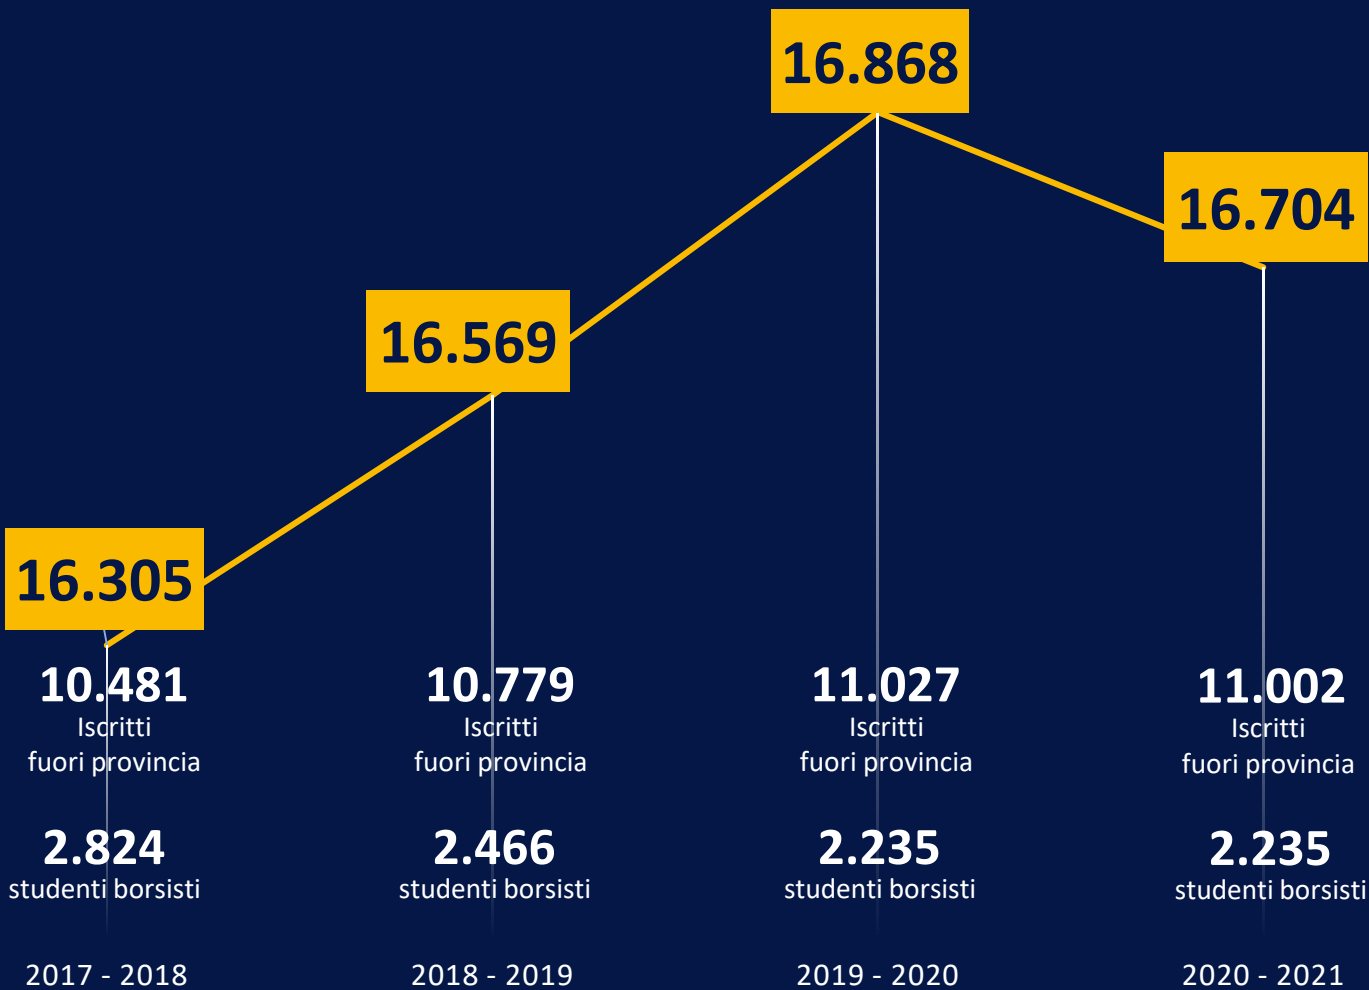 16.868
16.704
16.569
16.305
10.481
Iscritti
fuori provincia
10.779
Iscritti
fuori provincia
11.027
Iscritti
fuori provincia
11.002
Iscritti
fuori provincia
2.824
studenti borsisti
2.466
studenti borsisti
2.235
studenti borsisti
2.235
studenti borsisti
2017 - 2018
2018 - 2019
2019 - 2020
2020 - 2021